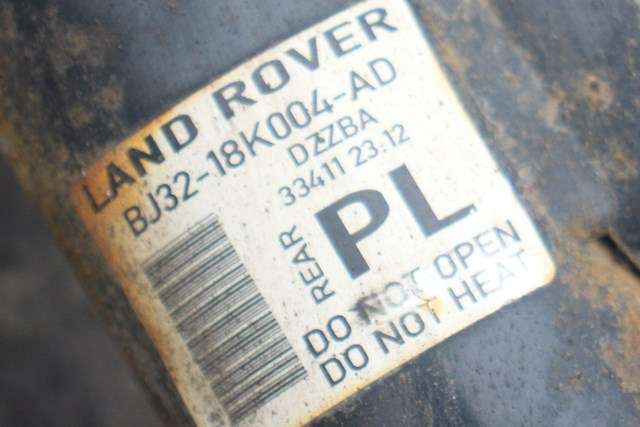 LAND ROVER
BJ32-18K004-AD
DZZBA
33411 23:12
REAR
PL
DO NOT OPEN
DO NOT HEAT